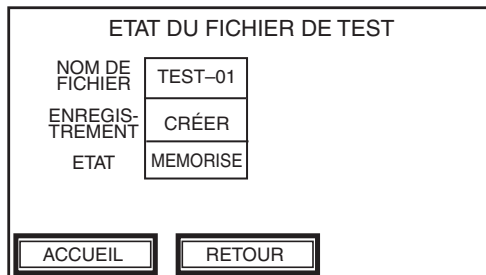 ETAT DU FICHIER DE TEST
NOM DE
FICHIER
TEST–01
ENREGIS-
TREMENT
CRÉER
ETAT
MEMORISE
ACCUEIL
RETOUR